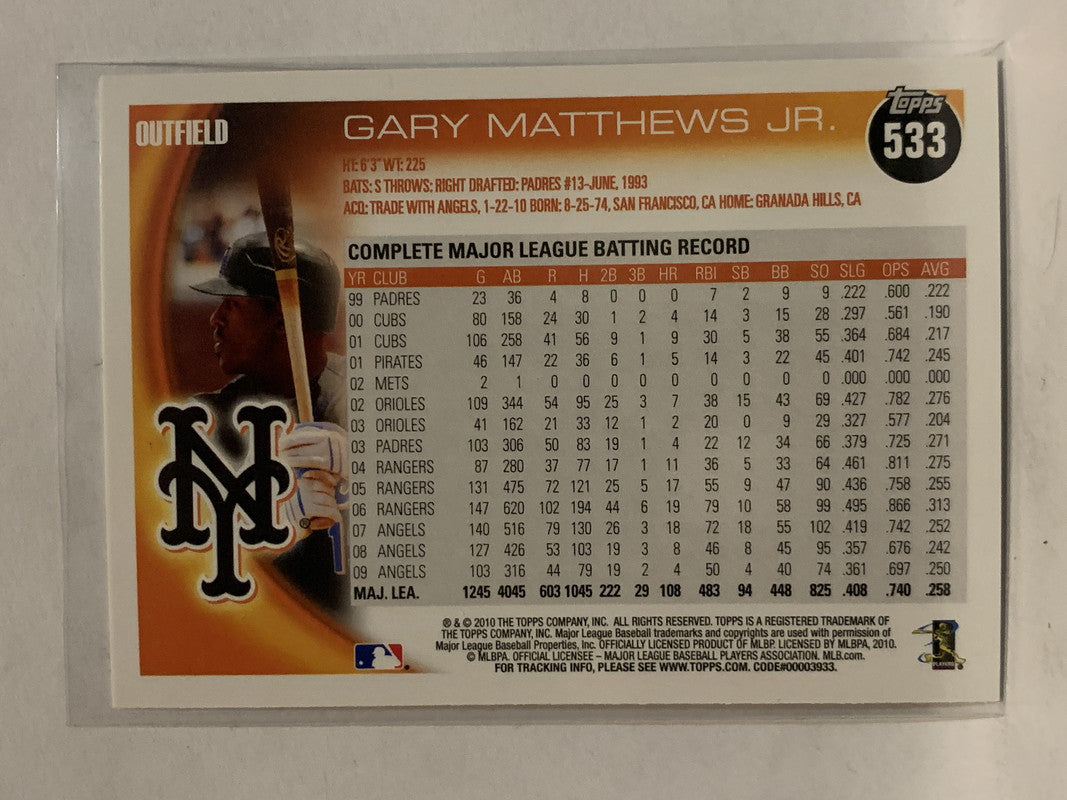 OUTFIELD
GARY MATTHEWS JR.
Topps
533
HT: 6'3" WT: 225
BATS: S THROWS: RIGHT DRAFTED: PADRES #13-JUNE, 1993
ACQ: TRADE WITH ANGELS, 1-22-10 BORN: 8-25-74, SAN FRANCISCO, CA HOME: GRANADA HILLS, CA
COMPLETE MAJOR LEAGUE BATTING RECORD
YR CLUB G AB R H 2B 3B HR RBI SB BB SO SLG OPS AVG
99 PADRES 23 36 4 8 0 0 0 7 2 9 9 .222 .600 .222
00 CUBS 80 158 24 30 1 2 4 14 3 15 28 .297 .561 .190
01 CUBS 106 258 41 56 9 1 9 30 5 38 55 .364 .684 .217
01 PIRATES 46 147 22 36 6 1 5 14 3 22 45 .401 .742 .245
02 METS 2 1 0 0 0 0 0 0 0 0 0 .000 .000 .000
02 ORIOLES 109 344 54 95 25 3 7 38 15 43 69 .427 .782 .276
03 ORIOLES 41 162 21 33 12 1 2 20 0 9 29 .327 .577 .204
03 PADRES 103 306 50 83 19 1 4 22 12 34 66 .379 .725 .271
04 RANGERS 87 280 37 77 17 1 11 36 5 33 64 .461 .811 .275
05 RANGERS 131 475 72 121 25 5 17 55 9 47 90 .436 .758 .255
06 RANGERS 147 620 102 194 44 6 19 79 10 58 99 .495 .866 .313
07 ANGELS 140 516 79 130 26 3 18 72 18 55 102 .419 .742 .252
08 ANGELS 127 426 53 103 19 3 8 46 8 45 95 .357 .676 .242
09 ANGELS 103 316 44 79 19 2 4 50 4 40 74 .361 .697 .250
MAJ. LEA. 1245 4045 603 1045 222 29 108 483 94 448 825 .408 .740 .258
NY
® & © 2010 THE TOPPS COMPANY, INC. ALL RIGHTS RESERVED. TOPPS IS A REGISTERED TRADEMARK OF
THE TOPPS COMPANY, INC. Major League Baseball trademarks and copyrights are used with permission of
Major League Baseball Properties, Inc. OFFICIALLY LICENSED PRODUCT OF MLBP. LICENSED BY MLBPA, 2010.
© MLBPA. OFFICIAL LICENSEE – MAJOR LEAGUE BASEBALL PLAYERS ASSOCIATION. MLB.com.
FOR TRACKING INFO, PLEASE SEE WWW.TOPPS.COM. CODE#00003933.
PLAYERS